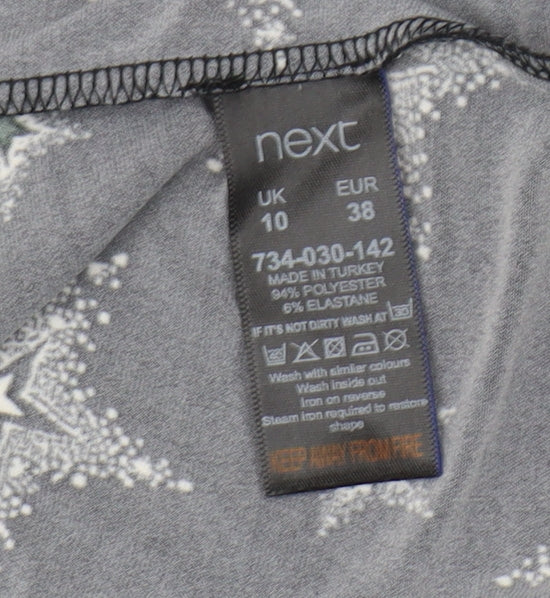 next
UK EUR
10 38
734-030-142
MADE IN TURKEY
94% POLYESTER
6% ELASTANE
IF IT'S NOT DIRTY WASH AT
Wash with similar colours
Wash inside out
Iron on reverse
Steam iron required to restore
shape
KEEP AWAY FROM FIRE